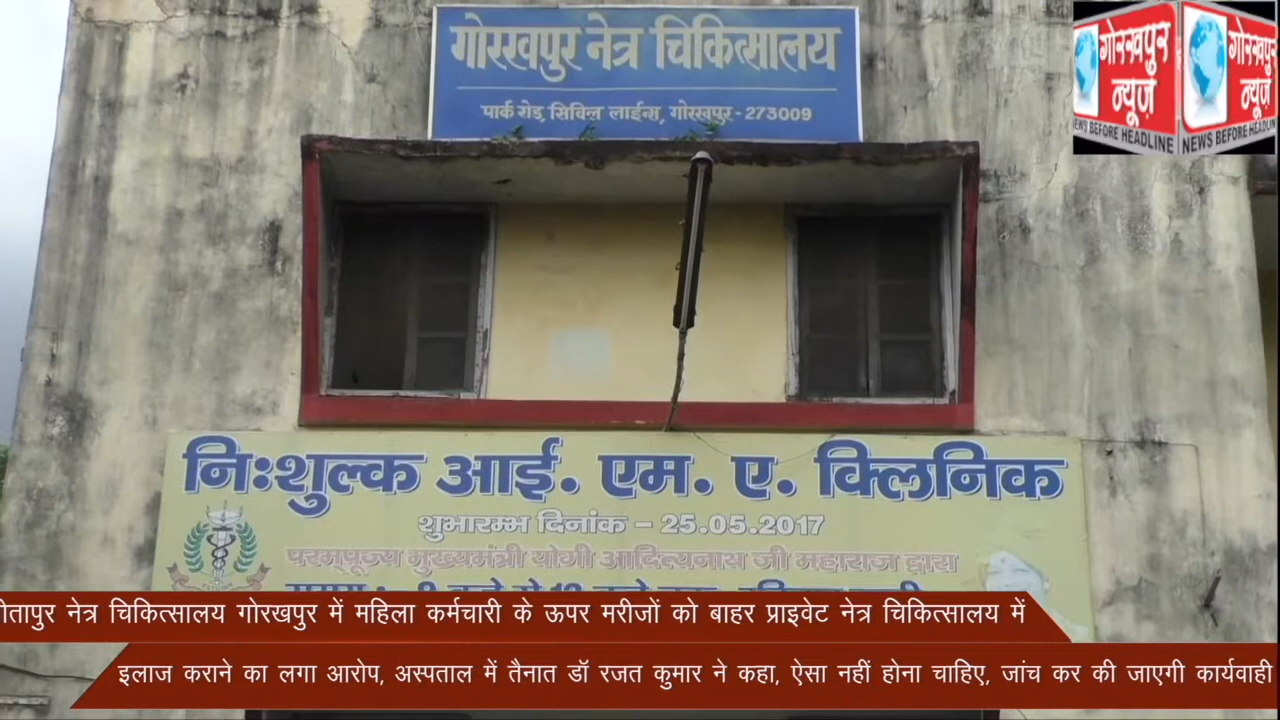 गोरखपुर नेत्र चिकित्सालय
पार्क रोड, सिविल लाईन्स, गोरखपुर - 273009
गोरखपुर न्यूज़
NEWS BEFORE HEADLINE
गोरखपुर न्यूज़
NEWS BEFORE HEADLINE
निःशुल्क आई. एम. ए. क्लिनिक
शुभारम्भ दिनांक - 25.05.2017
परमपूज्य मुख्यमंत्री योगी आदित्यनाथ जी महाराज द्वारा
नेत्र चिकित्सालय गोरखपुर में महिला कर्मचारी के ऊपर मरीजों को बाहर प्राइवेट नेत्र चिकित्सालय में
इलाज कराने का लगा आरोप, अस्पताल में तैनात डॉ रजत कुमार ने कहा, ऐसा नहीं होना चाहिए, जांच कर की जाएगी कार्यवाही